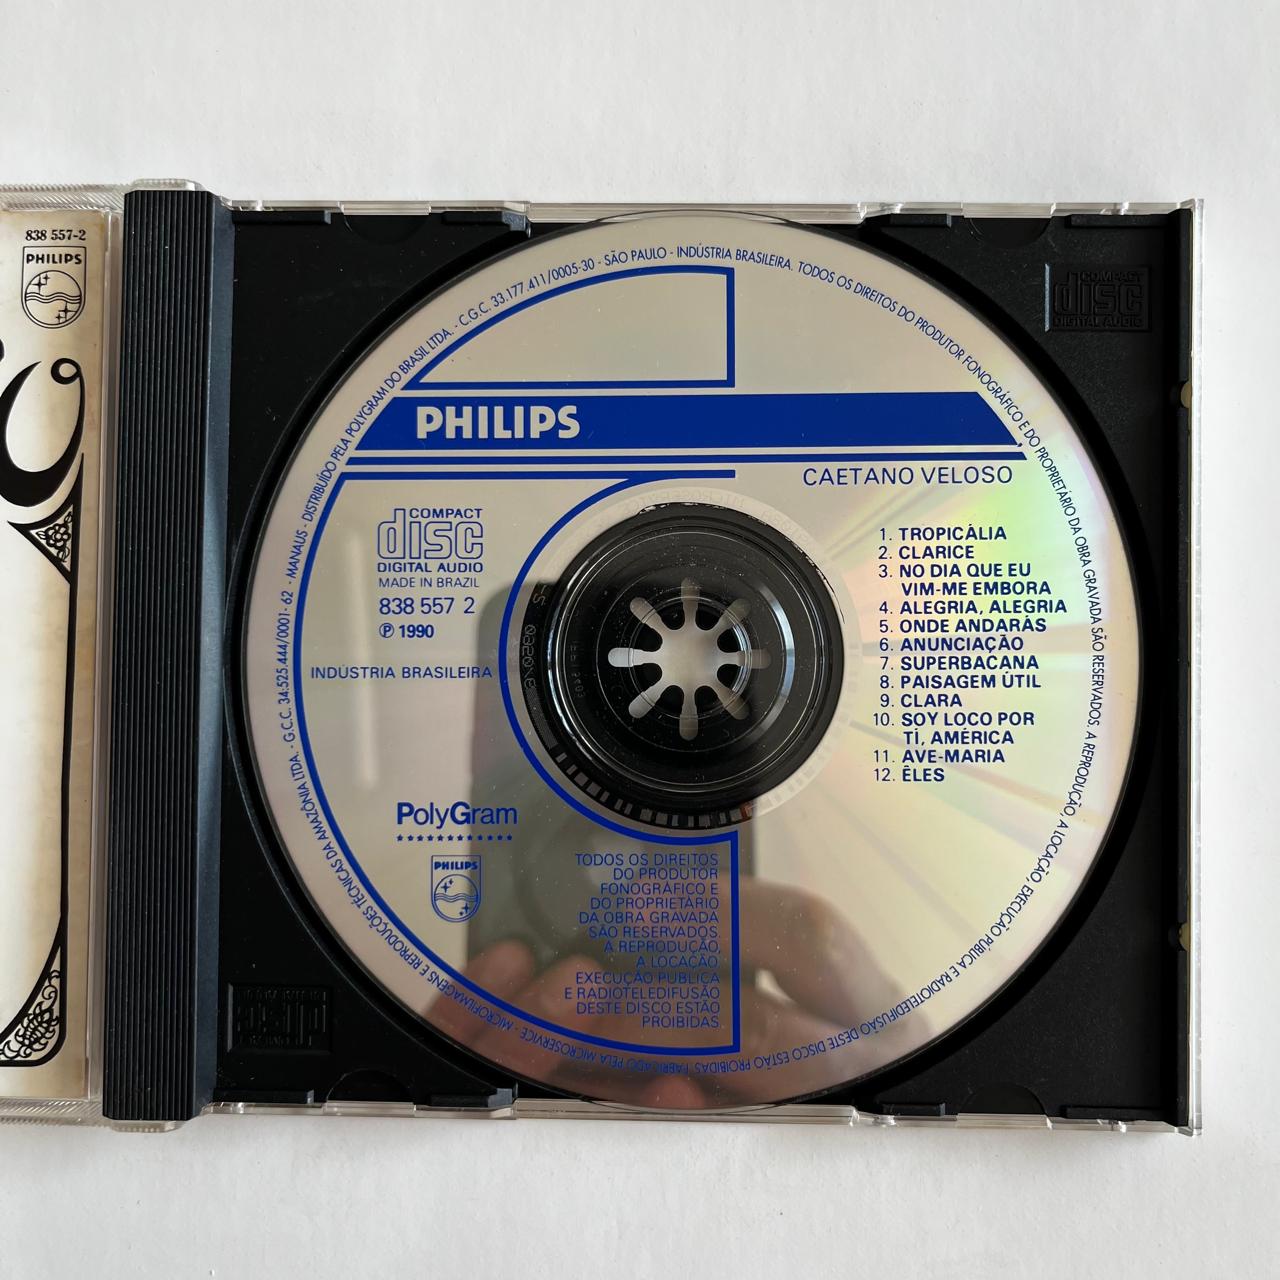 838 557-2
PHILIPS
COMPACT
disc
DIGITAL AUDIO
FABRICADO PELA MICROSERVICE - MICROFILMAGENS E REPRODUÇÕES TÉCNICAS DA AMAZÔNIA LTDA. - G.C.C. 34.525.444/0001-62 - MANAUS - DISTRIBUÍDO PELA POLYGRAM DO BRASIL LTDA. - C.G.C. 33.177.411/0005-30 - SÃO PAULO - INDÚSTRIA BRASILEIRA. TODOS OS DIREITOS DO PRODUTOR FONOGRÁFICO E DO PROPRIETÁRIO DA OBRA GRAVADA SÃO RESERVADOS. A REPRODUÇÃO, A LOCAÇÃO, EXECUÇÃO PÚBLICA E RADIOTELEDIFUSÃO DESTE DISCO ESTÃO PROIBIDAS.
PHILIPS
CAETANO VELOSO
COMPACT
disc
DIGITAL AUDIO
MADE IN BRAZIL
838 557 2
℗ 1990
INDÚSTRIA BRASILEIRA
1. TROPICÁLIA
2. CLARICE
3. NO DIA QUE EU
VIM-ME EMBORA
4. ALEGRIA, ALEGRIA
5. ONDE ANDARÁS
6. ANUNCIAÇÃO
7. SUPERBACANA
8. PAISAGEM ÚTIL
9. CLARA
10. SOY LOCO POR
TÍ, AMÉRICA
11. AVE-MARIA
12. ÊLES
PolyGram
PHILIPS
TODOS OS DIREITOS
DO PRODUTOR
FONOGRÁFICO E
DO PROPRIETÁRIO
DA OBRA GRAVADA
SÃO RESERVADOS.
A REPRODUÇÃO,
A LOCAÇÃO,
EXECUÇÃO PÚBLICA
E RADIOTELEDIFUSÃO
DESTE DISCO ESTÃO
PROIBIDAS